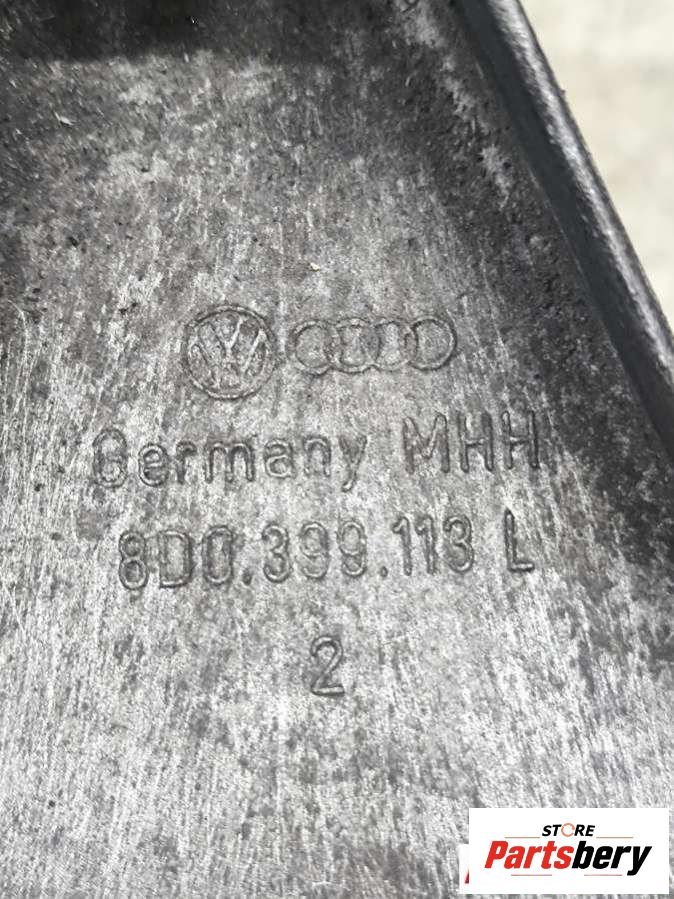 Germany MHH
8D0.399.113 L
2
STORE
Partsbery